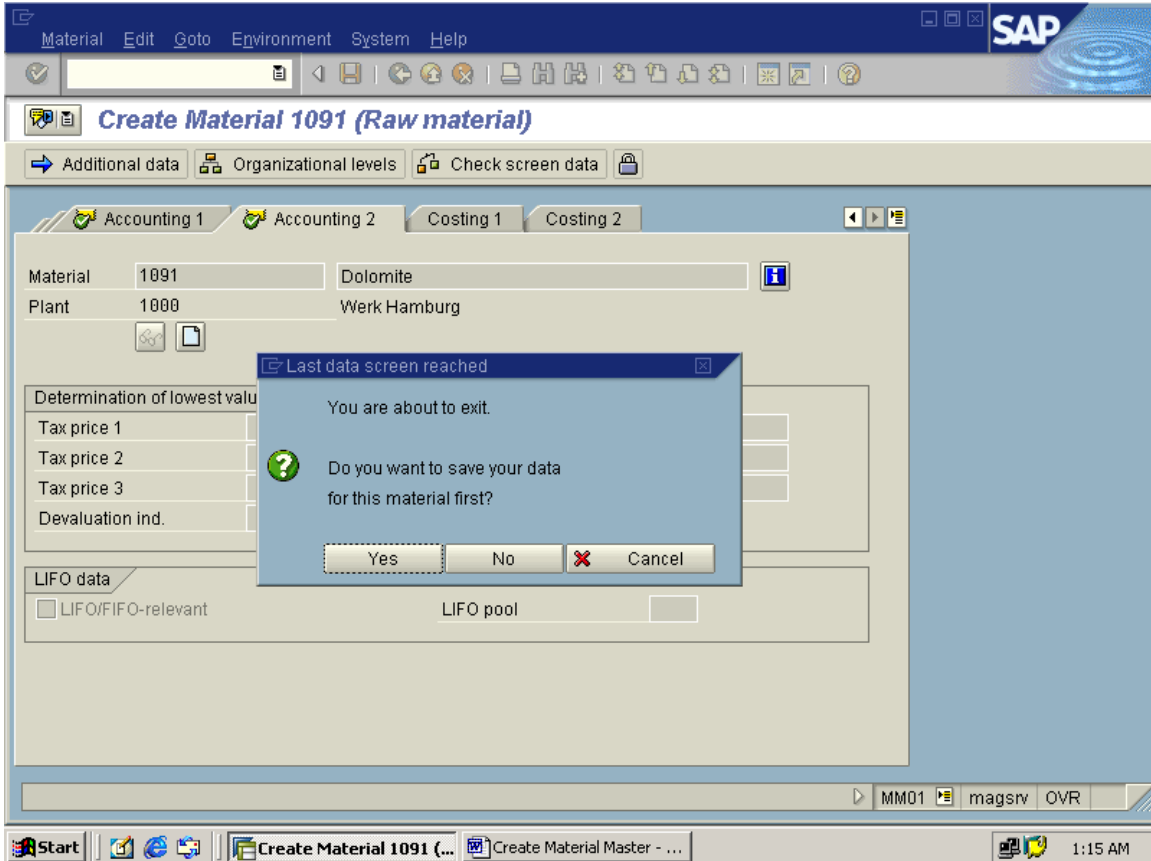 Material Edit Goto Environment System Help
SAP
Create Material 1091 (Raw material)
Additional data Organizational levels Check screen data
Accounting 1 Accounting 2 Costing 1 Costing 2
Material 1091 Dolomite
Plant 1000 Werk Hamburg
Last data screen reached
You are about to exit.
Determination of lowest valu
Tax price 1
Tax price 2
Do you want to save your data
Tax price 3
for this material first?
Devaluation ind.
Yes No Cancel
LIFO data
LIFO/FIFO-relevant LIFO pool
MM01 magsrv OVR
Start Create Material 1091 (... Create Material Master - ... 1:15 AM